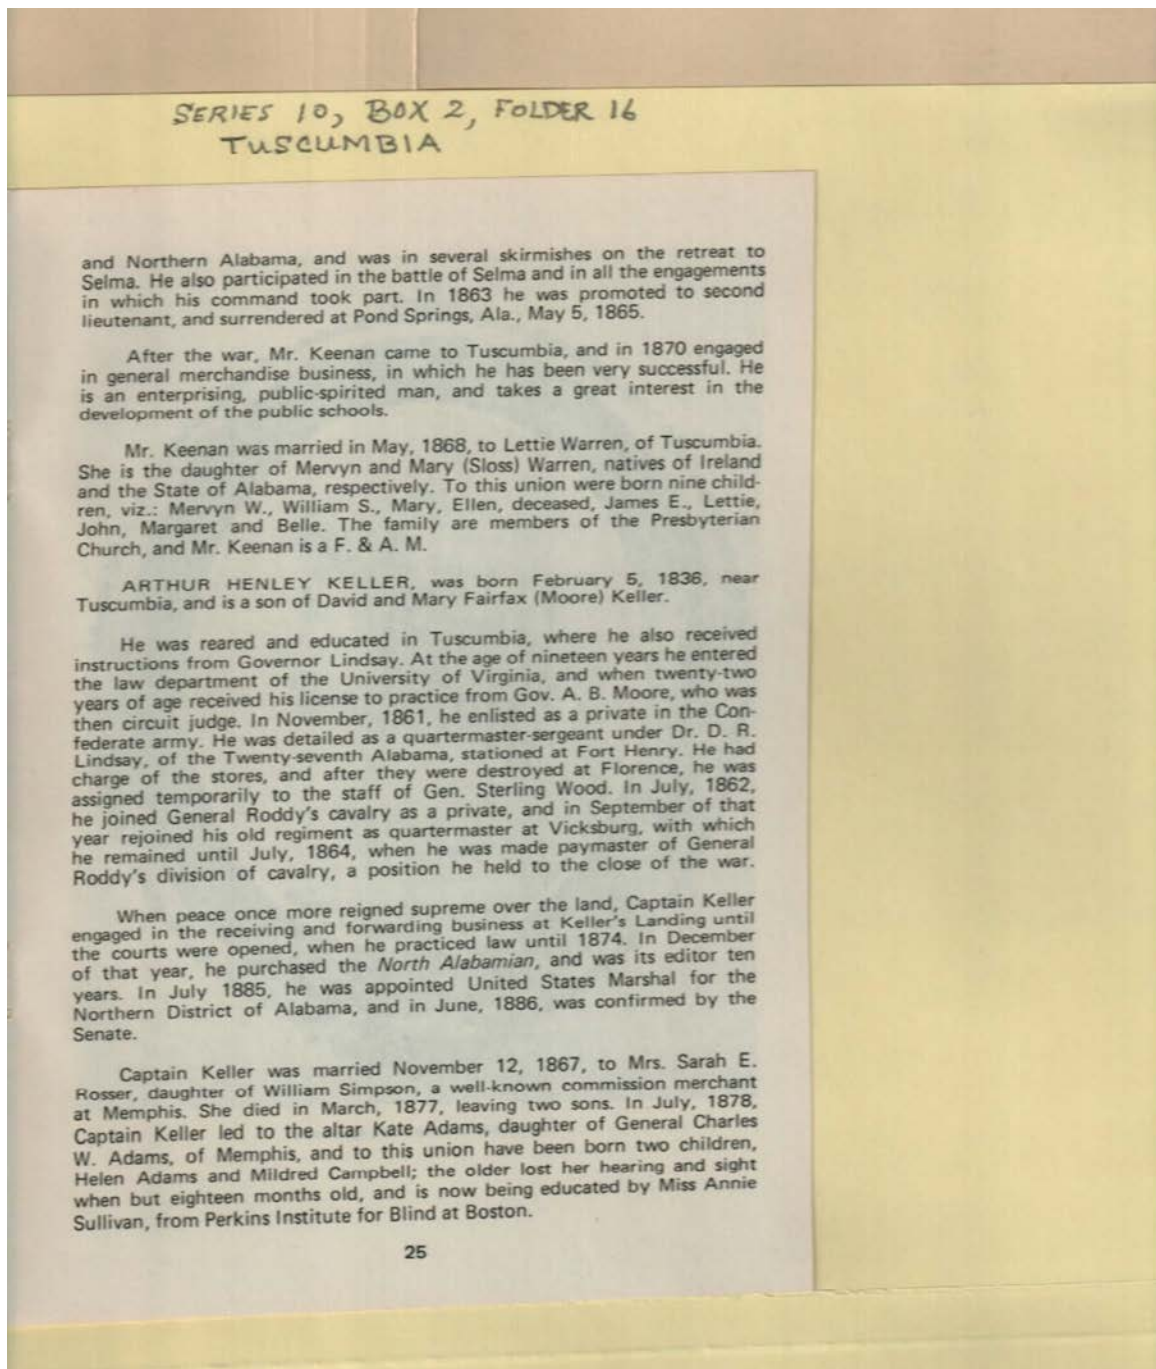 SERIES 10, BOX 2, FOLDER 16
TUSCUMBIA
and Northern Alabama, and was in several skirmishes on the retreat to
Selma. He also participated in the battle of Selma and in all the engagements
in which his command took part. In 1863 he was promoted to second
lieutenant, and surrendered at Pond Springs, Ala., May 5, 1865.
After the war, Mr. Keenan came to Tuscumbia, and in 1870 engaged
in general merchandise business, in which he has been very successful. He
is an enterprising, public-spirited man, and takes a great interest in the
development of the public schools.
Mr. Keenan was married in May, 1868, to Lettie Warren, of Tuscumbia.
She is the daughter of Mervyn and Mary (Sloss) Warren, natives of Ireland
and the State of Alabama, respectively. To this union were born nine child-
ren, viz.: Mervyn W., William S., Mary, Ellen, deceased, James E., Lettie,
John, Margaret and Belle. The family are members of the Presbyterian
Church, and Mr. Keenan is a F. & A. M.
ARTHUR HENLEY KELLER, was born February 5, 1836, near
Tuscumbia, and is a son of David and Mary Fairfax (Moore) Keller.
He was reared and educated in Tuscumbia, where he also received
instructions from Governor Lindsay. At the age of nineteen years he entered
the law department of the University of Virginia, and when twenty-two
years of age received his license to practice from Gov. A. B. Moore, who was
then circuit judge. In November, 1861, he enlisted as a private in the Con-
federate army. He was detailed as a quartermaster-sergeant under Dr. D. R.
Lindsay, of the Twenty-seventh Alabama, stationed at Fort Henry. He had
charge of the stores, and after they were destroyed at Florence, he was
assigned temporarily to the staff of Gen. Sterling Wood. In July, 1862,
he joined General Roddy's cavalry as a private, and in September of that
year rejoined his old regiment as quartermaster at Vicksburg, with which
he remained until July, 1864, when he was made paymaster of General
Roddy's division of cavalry, a position he held to the close of the war.
When peace once more reigned supreme over the land, Captain Keller
engaged in the receiving and forwarding business at Keller's Landing until
the courts were opened, when he practiced law until 1874. In December
of that year, he purchased the North Alabamian, and was its editor ten
years. In July 1885, he was appointed United States Marshal for the
Northern District of Alabama, and in June, 1886, was confirmed by the
Senate.
Captain Keller was married November 12, 1867, to Mrs. Sarah E.
Rosser, daughter of William Simpson, a well-known commission merchant
at Memphis. She died in March, 1877, leaving two sons. In July, 1878,
Captain Keller led to the altar Kate Adams, daughter of General Charles
W. Adams, of Memphis, and to this union have been born two children,
Helen Adams and Mildred Campbell; the older lost her hearing and sight
when but eighteen months old, and is now being educated by Miss Annie
Sullivan, from Perkins Institute for Blind at Boston.
25